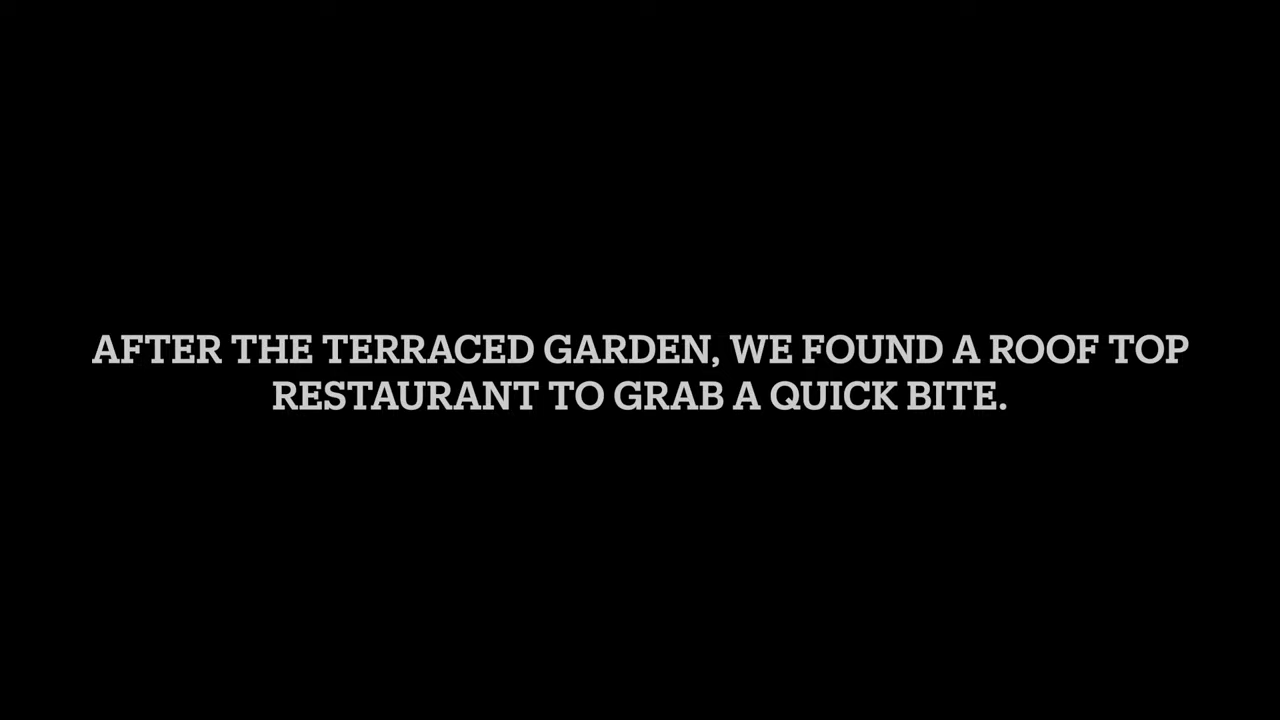 AFTER THE TERRACED GARDEN, WE FOUND A ROOF TOP
RESTAURANT TO GRAB A QUICK BITE.